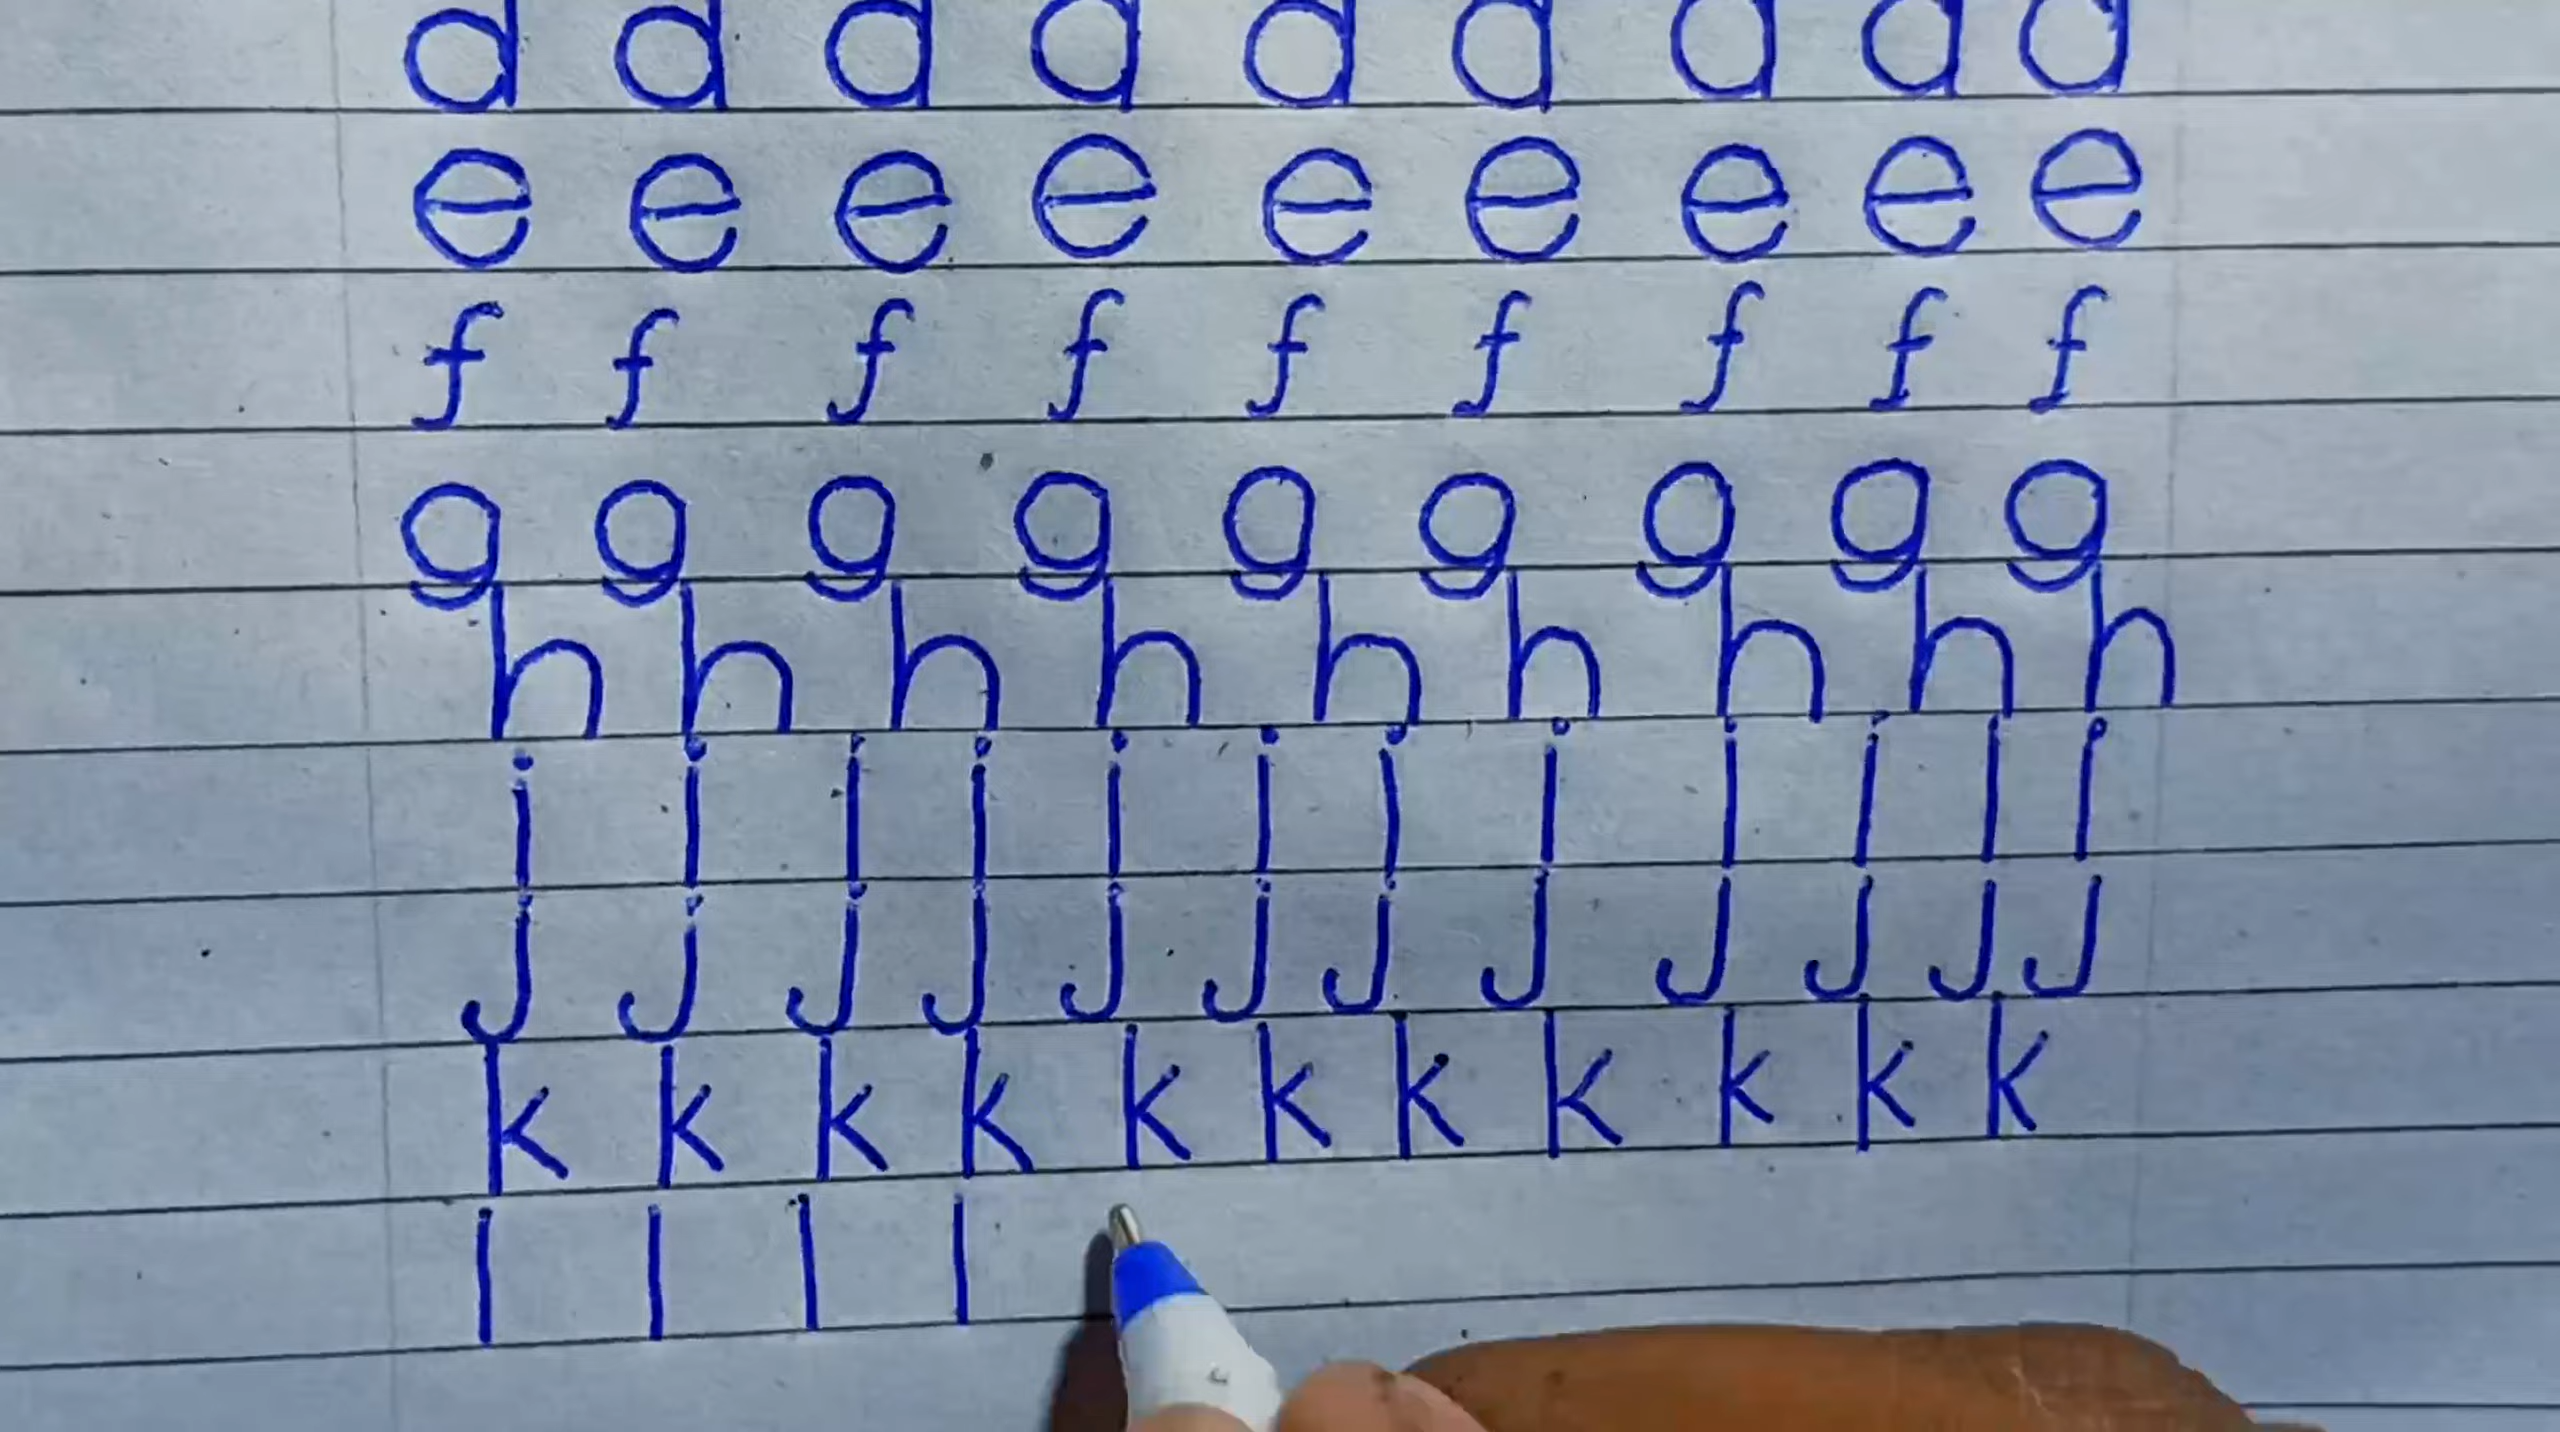 d d d d d d d d d
e e e e e e e e e
f f f f f f f f f
g g g g g g g g g
h h h h h h h h h
i i i i i i i i i i i i
j j j j j j j j j j j j
k k k k k k k k k k k
l l l l